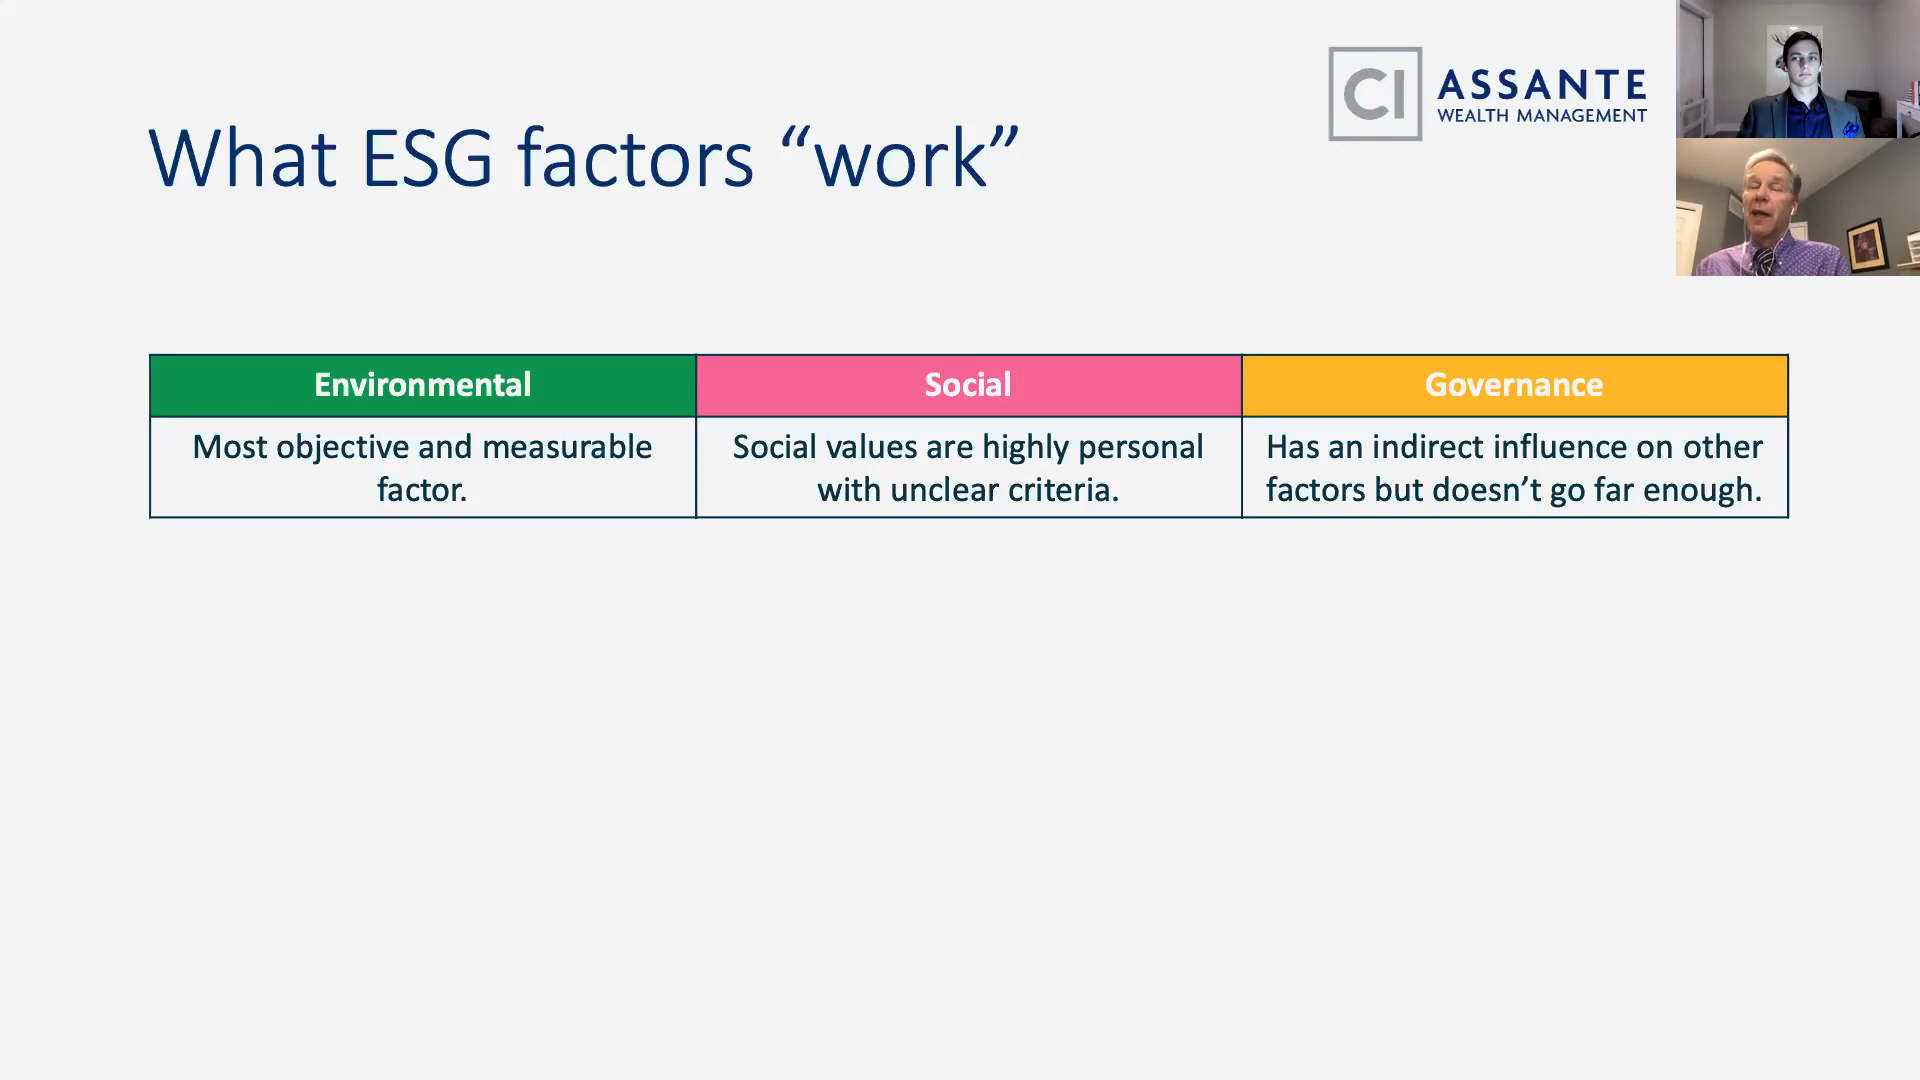 CI ASSANTE
WEALTH MANAGEMENT
What ESG factors “work”
Environmental
Social
Governance
Most objective and measurable
factor.
Social values are highly personal
with unclear criteria.
Has an indirect influence on other
factors but doesn’t go far enough.